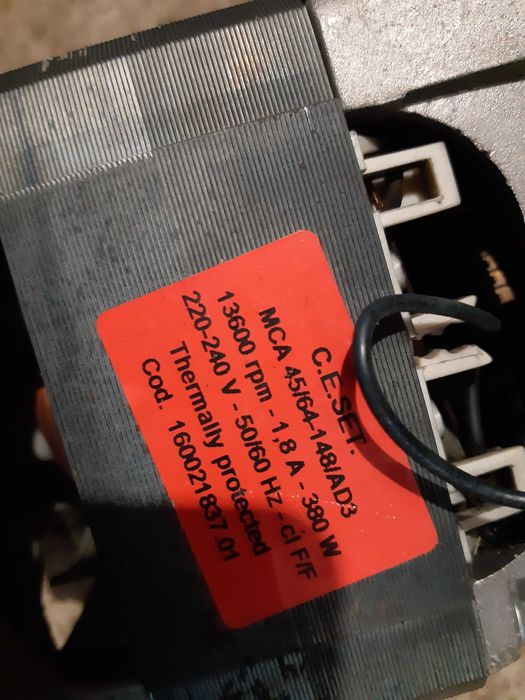 C.E.SET.
MCA 45/64-148/AD3
13600 rpm - 1,8 A - 380 W
220-240 V - 50/60 Hz - cl F/F
Thermally protected
Cod. 160021837.01